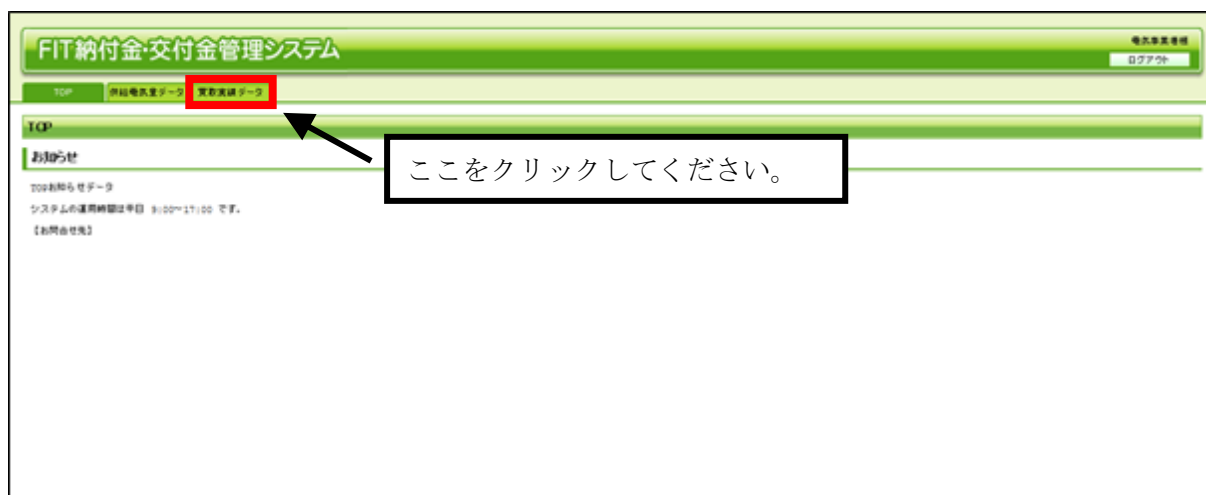 FIT納付金・交付金管理システム
電気事業者様
ログアウト
TOP
供給電気量データ
買取実績データ
TOP
お知らせ
ここをクリックしてください。
TOPお知らせデータ
システムの運用時間は平日 9:00~17:00 です。
【お問合せ先】